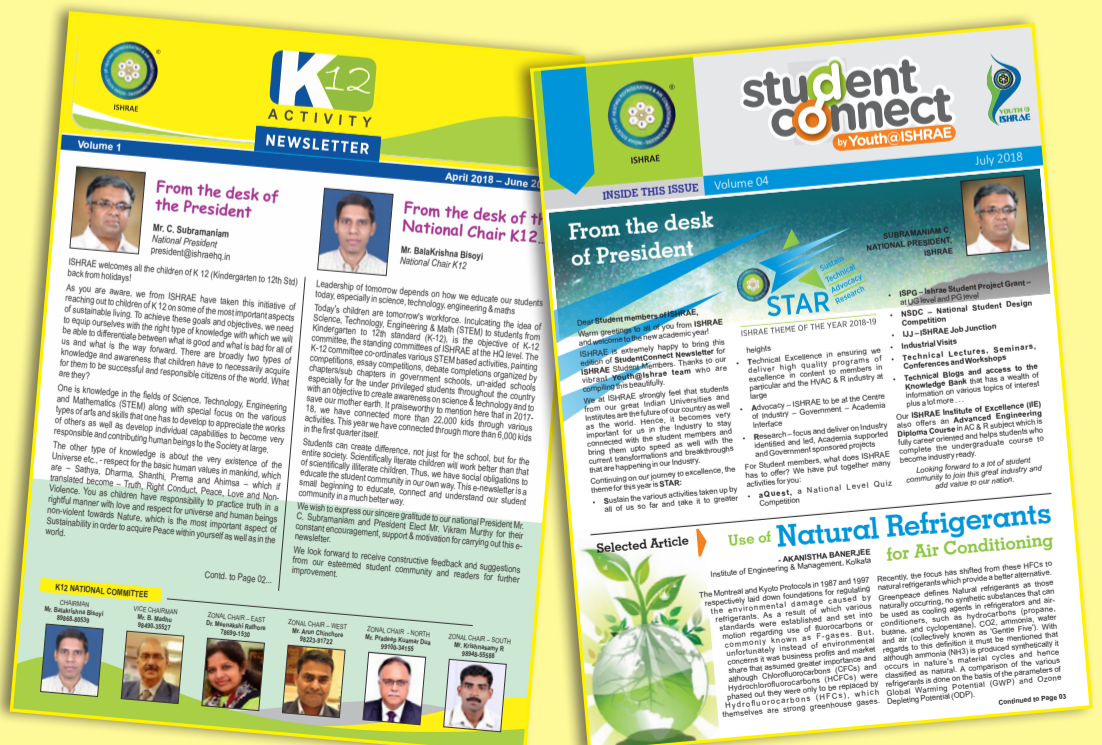 ISHRAE
K12
ACTIVITY
NEWSLETTER
Volume 1
April 2018 – June 20
From the desk of
the President
Mr. C. Subramaniam
National President
president@ishraehq.in
ISHRAE welcomes all the children of K 12 (Kindergarten to 12th Std)
back from holidays!
As you are aware, we from ISHRAE have taken this initiative of
reaching out to children of K 12 on some of the most important aspects
of sustainable living. To achieve these goals and objectives, we need
to equip ourselves with the right type of knowledge with which we will
be able to differentiate between what is good and what is bad for all of
us and what is the way forward. There are broadly two types of
knowledge and awareness that children have to necessarily acquire
for them to be successful and responsible citizens of the world. What
are they?
One is knowledge in the fields of Science, Technology, Engineering
and Mathematics (STEM) along with special focus on the various
types of arts and skills that one has to develop to appreciate the works
of others as well as develop individual capabilities to become very
responsible and contributing human beings to the Society at large.
The other type of knowledge is about the very existence of the
Universe etc., - respect for the basic human values in mankind, which
are – Sathya, Dharma, Shanthi, Prema and Ahimsa – which if
translated become – Truth, Right Conduct, Peace, Love and Non-
Violence. You as children have responsibility to practice truth in a
rightful manner with love and respect for universe and human beings
non-violent towards Nature, which is the most important aspect of
Sustainability in order to acquire Peace within yourself as well as in the
world.
Contd. to Page 02...
From the desk of th
National Chair K12..
Mr. BalaKrishna Bisoyi
National Chair K12
Leadership of tomorrow depends on how we educate our students
today, especially in science, technology, engineering & maths
Today's children are tomorrow's workforce. Inculcating the idea of
Science, Technology, Engineering & Math (STEM) to students from
Kindergarten to 12th standard (K-12), is the objective of K-12
committee, the standing committees of ISHRAE at the HQ level. The
K-12 committee co-ordinates various STEM based activities, painting
competitions, essay competitions, debate competitions organized by
chapters/sub chapters in government schools, un-aided schools
especially for the under privileged students throughout the country
with an objective to create awareness on science & technology and to
save our mother earth. It praiseworthy to mention here that in 2017-
18, we have connected more than 22,000 kids through various
activities. This year we have connected through more than 6,000 kids
in the first quarter itself.
Students can create difference, not just for the school, but for the
entire society. Scientifically literate children will work better than that
of scientifically illiterate children. Thus, we have social obligations to
educate the student community in our own way. This e-newsletter is a
small beginning to educate, connect and understand our student
community in a much better way.
We wish to express our sincere gratitude to our national President Mr.
C. Subramaniam and President Elect Mr. Vikram Murthy for their
constant encouragement, support & motivation for carrying out this e-
newsletter.
We look forward to receive constructive feedback and suggestions
from our esteemed student community and readers for further
improvement.
K12 NATIONAL COMMITTEE
CHAIRMAN
Mr. Balakrishna Bisoyi
89888-80539
VICE CHAIRMAN
Mr. B. Madhu
98490-35527
ZONAL CHAIR – EAST
Dr. Meenakshi Rathore
78699-1530
ZONAL CHAIR – WEST
Mr. Arun Chinchore
98223-91722
ZONAL CHAIR - NORTH
Mr. Pradeep Kuamr Dua
99100-34155
ZONAL CHAIR – SOUTH
Mr. Krishnasamy R
98940-55588
ISHRAE
student
connect
by Youth@ISHRAE
YOUTH @
ISHRAE
INSIDE THIS ISSUE
Volume 04
July 2018
From the desk
of President
SUBRAMANIAM C.
NATIONAL PRESIDENT,
ISHRAE
STAR
Sustain
Technical
Advocacy
Research
ISHRAE THEME OF THE YEAR 2018-19
Dear Student members of ISHRAE,
Warm greetings to all of you from ISHRAE
and welcome to the new academic year!
ISHRAE is extremely happy to bring this
edition of StudentConnect Newsletter for
ISHRAE Student Members. Thanks to our
vibrant Youth@Ishrae team who are
compiling this beautifully.
We at ISHRAE strongly feel that students
from our great Indian Universities and
Institutes are the future of our country as well
as the world. Hence, it becomes very
important for us in the Industry to stay
connected with the student members and
bring them upto speed as well with the
current transformations and breakthroughs
that are happening in our Industry.
Continuing on our journey to excellence, the
theme for this year is STAR:
• Sustain the various activities taken up by
all of us so far and take it to greater
heights
• Technical Excellence in ensuring we
deliver high quality programs of
excellence in content to members in
particular and the HVAC & R industry at
large
• Advocacy – ISHRAE to be at the Centre
of Industry – Government – Academia
Interface
• Research – focus and deliver on Industry
identified and led, Academia supported
and Government sponsored projects
For Student members, what does ISHRAE
has to offer? We have put together many
activities for you:
• aQuest, a National Level Quiz
Competition
• ISPG – Ishrae Student Project Grant –
at UG level and PG level
• NSDC – National Student Design
Competition
• IJJ – ISHRAE Job Junction
• Industrial Visits
• Technical Lectures, Seminars,
Conferences and Workshops
• Technical Blogs and access to the
Knowledge Bank that has a wealth of
information on various topics of interest
plus a lot more . . .
Our ISHRAE Institute of Excellence (IIE)
also offers an Advanced Engineering
Diploma Course in AC & R subject which is
fully career oriented and helps students who
complete the undergraduate course to
become industry ready.
Looking forward to a lot of student
community to join this great industry and
add value to our nation.
Selected Article
Use of Natural Refrigerants
for Air Conditioning
- AKANISTHA BANERJEE
Institute of Engineering & Management, Kolkata
The Montreal and Kyoto Protocols in 1987 and 1997
respectively laid down foundations for regulating
the environmental damage caused by
refrigerants. As a result of which various
standards were established and set into
motion regarding use of fluorocarbons or
commonly known as F-gases. But,
unfortunately instead of environmental
concerns it was business profits and market
share that assumed greater importance and
although Chlorofluorocarbons (CFCs) and
Hydrochlorofluorocarbons (HCFCs) were
phased out they were only to be replaced by
Hydrofluorocarbons (HFCs), which
themselves are strong greenhouse gases.
Recently, the focus has shifted from these HFCs to
natural refrigerants which provide a better alternative.
Greenpeace defines Natural refrigerants as those
naturally occurring, no synthetic substances that can
be used as cooling agents in refrigerators and air-
conditioners, such as hydrocarbons (propane,
butane, and cyclopentane), CO2, ammonia, water
and air (collectively known as 'Gentle Five'). With
regards to this definition it must be mentioned that
although ammonia (NH3) is produced synthetically it
occurs in nature's material cycles and hence
classified as natural. A comparison of the various
refrigerants is done on the basis of the parameters of
Global Warming Potential (GWP) and Ozone
Depleting Potential (ODP).
Continued to Page 03